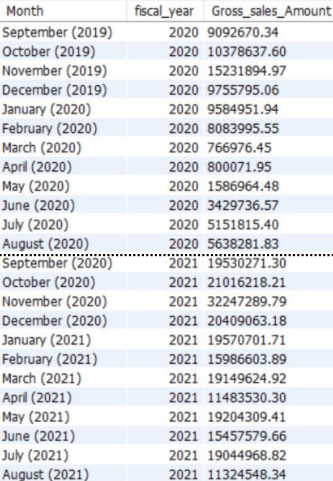 Month fiscal_year Gross_sales_Amount
September (2019) 2020 9092670.34
October (2019) 2020 10378637.60
November (2019) 2020 15231894.97
December (2019) 2020 9755795.06
January (2020) 2020 9584951.94
February (2020) 2020 8083995.55
March (2020) 2020 766976.45
April (2020) 2020 800071.95
May (2020) 2020 1586964.48
June (2020) 2020 3429736.57
July (2020) 2020 5151815.40
August (2020) 2020 5638281.83
September (2020) 2021 19530271.30
October (2020) 2021 21016218.21
November (2020) 2021 32247289.79
December (2020) 2021 20409063.18
January (2021) 2021 19570701.71
February (2021) 2021 15986603.89
March (2021) 2021 19149624.92
April (2021) 2021 11483530.30
May (2021) 2021 19204309.41
June (2021) 2021 15457579.66
July (2021) 2021 19044968.82
August (2021) 2021 11324548.34